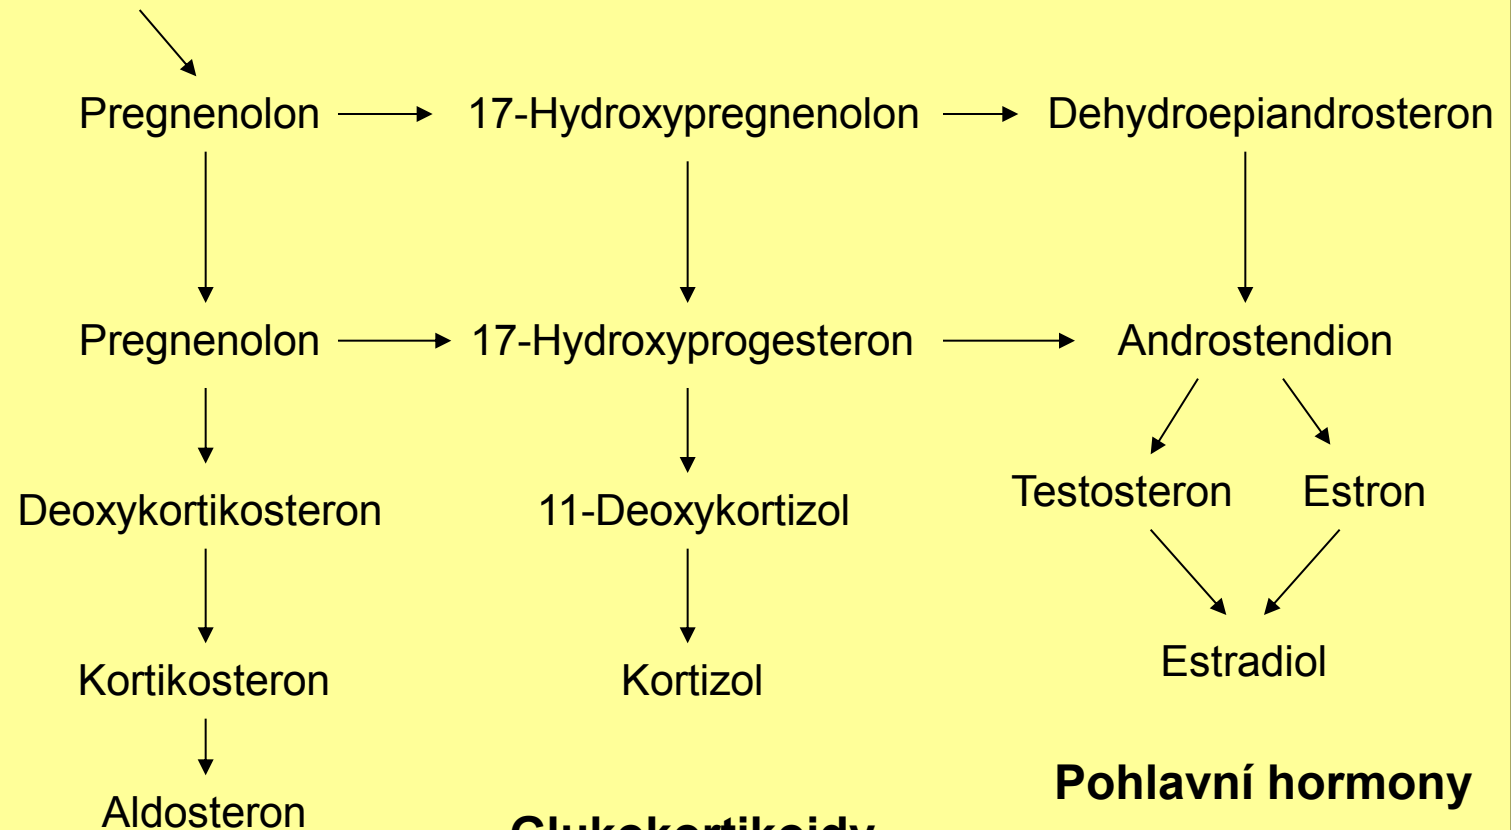 Pregnenolon 17-Hydroxypregnenolon Dehydroepiandrosteron
Pregnenolon 17-Hydroxyprogesteron Androstendion
Deoxykortikosteron 11-Deoxykortizol Testosteron Estron
Kortikosteron Kortizol Estradiol
Aldosteron Glukokortikoidy Pohlavní hormony